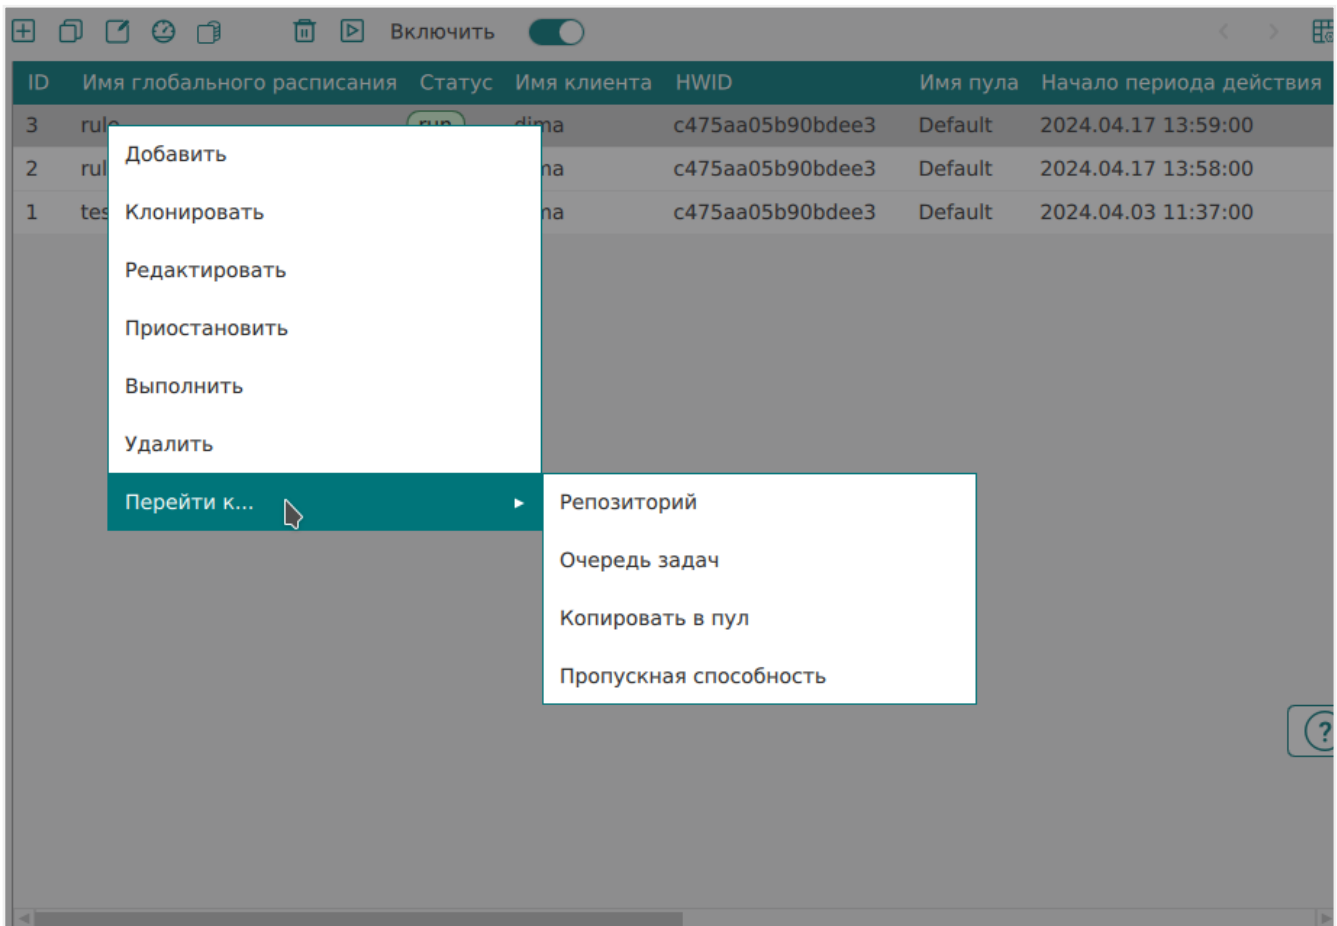 Включить
ID Имя глобального расписания Статус Имя клиента HWID Имя пула Начало периода действия
3 c475aa05b90bdee3 Default 2024.04.17 13:59:00
Добавить
2 c475aa05b90bdee3 Default 2024.04.17 13:58:00
Клонировать
1 c475aa05b90bdee3 Default 2024.04.03 11:37:00
Редактировать
Приостановить
Выполнить
Удалить
Перейти к...
Репозиторий
Очередь задач
Копировать в пул
Пропускная способность
?